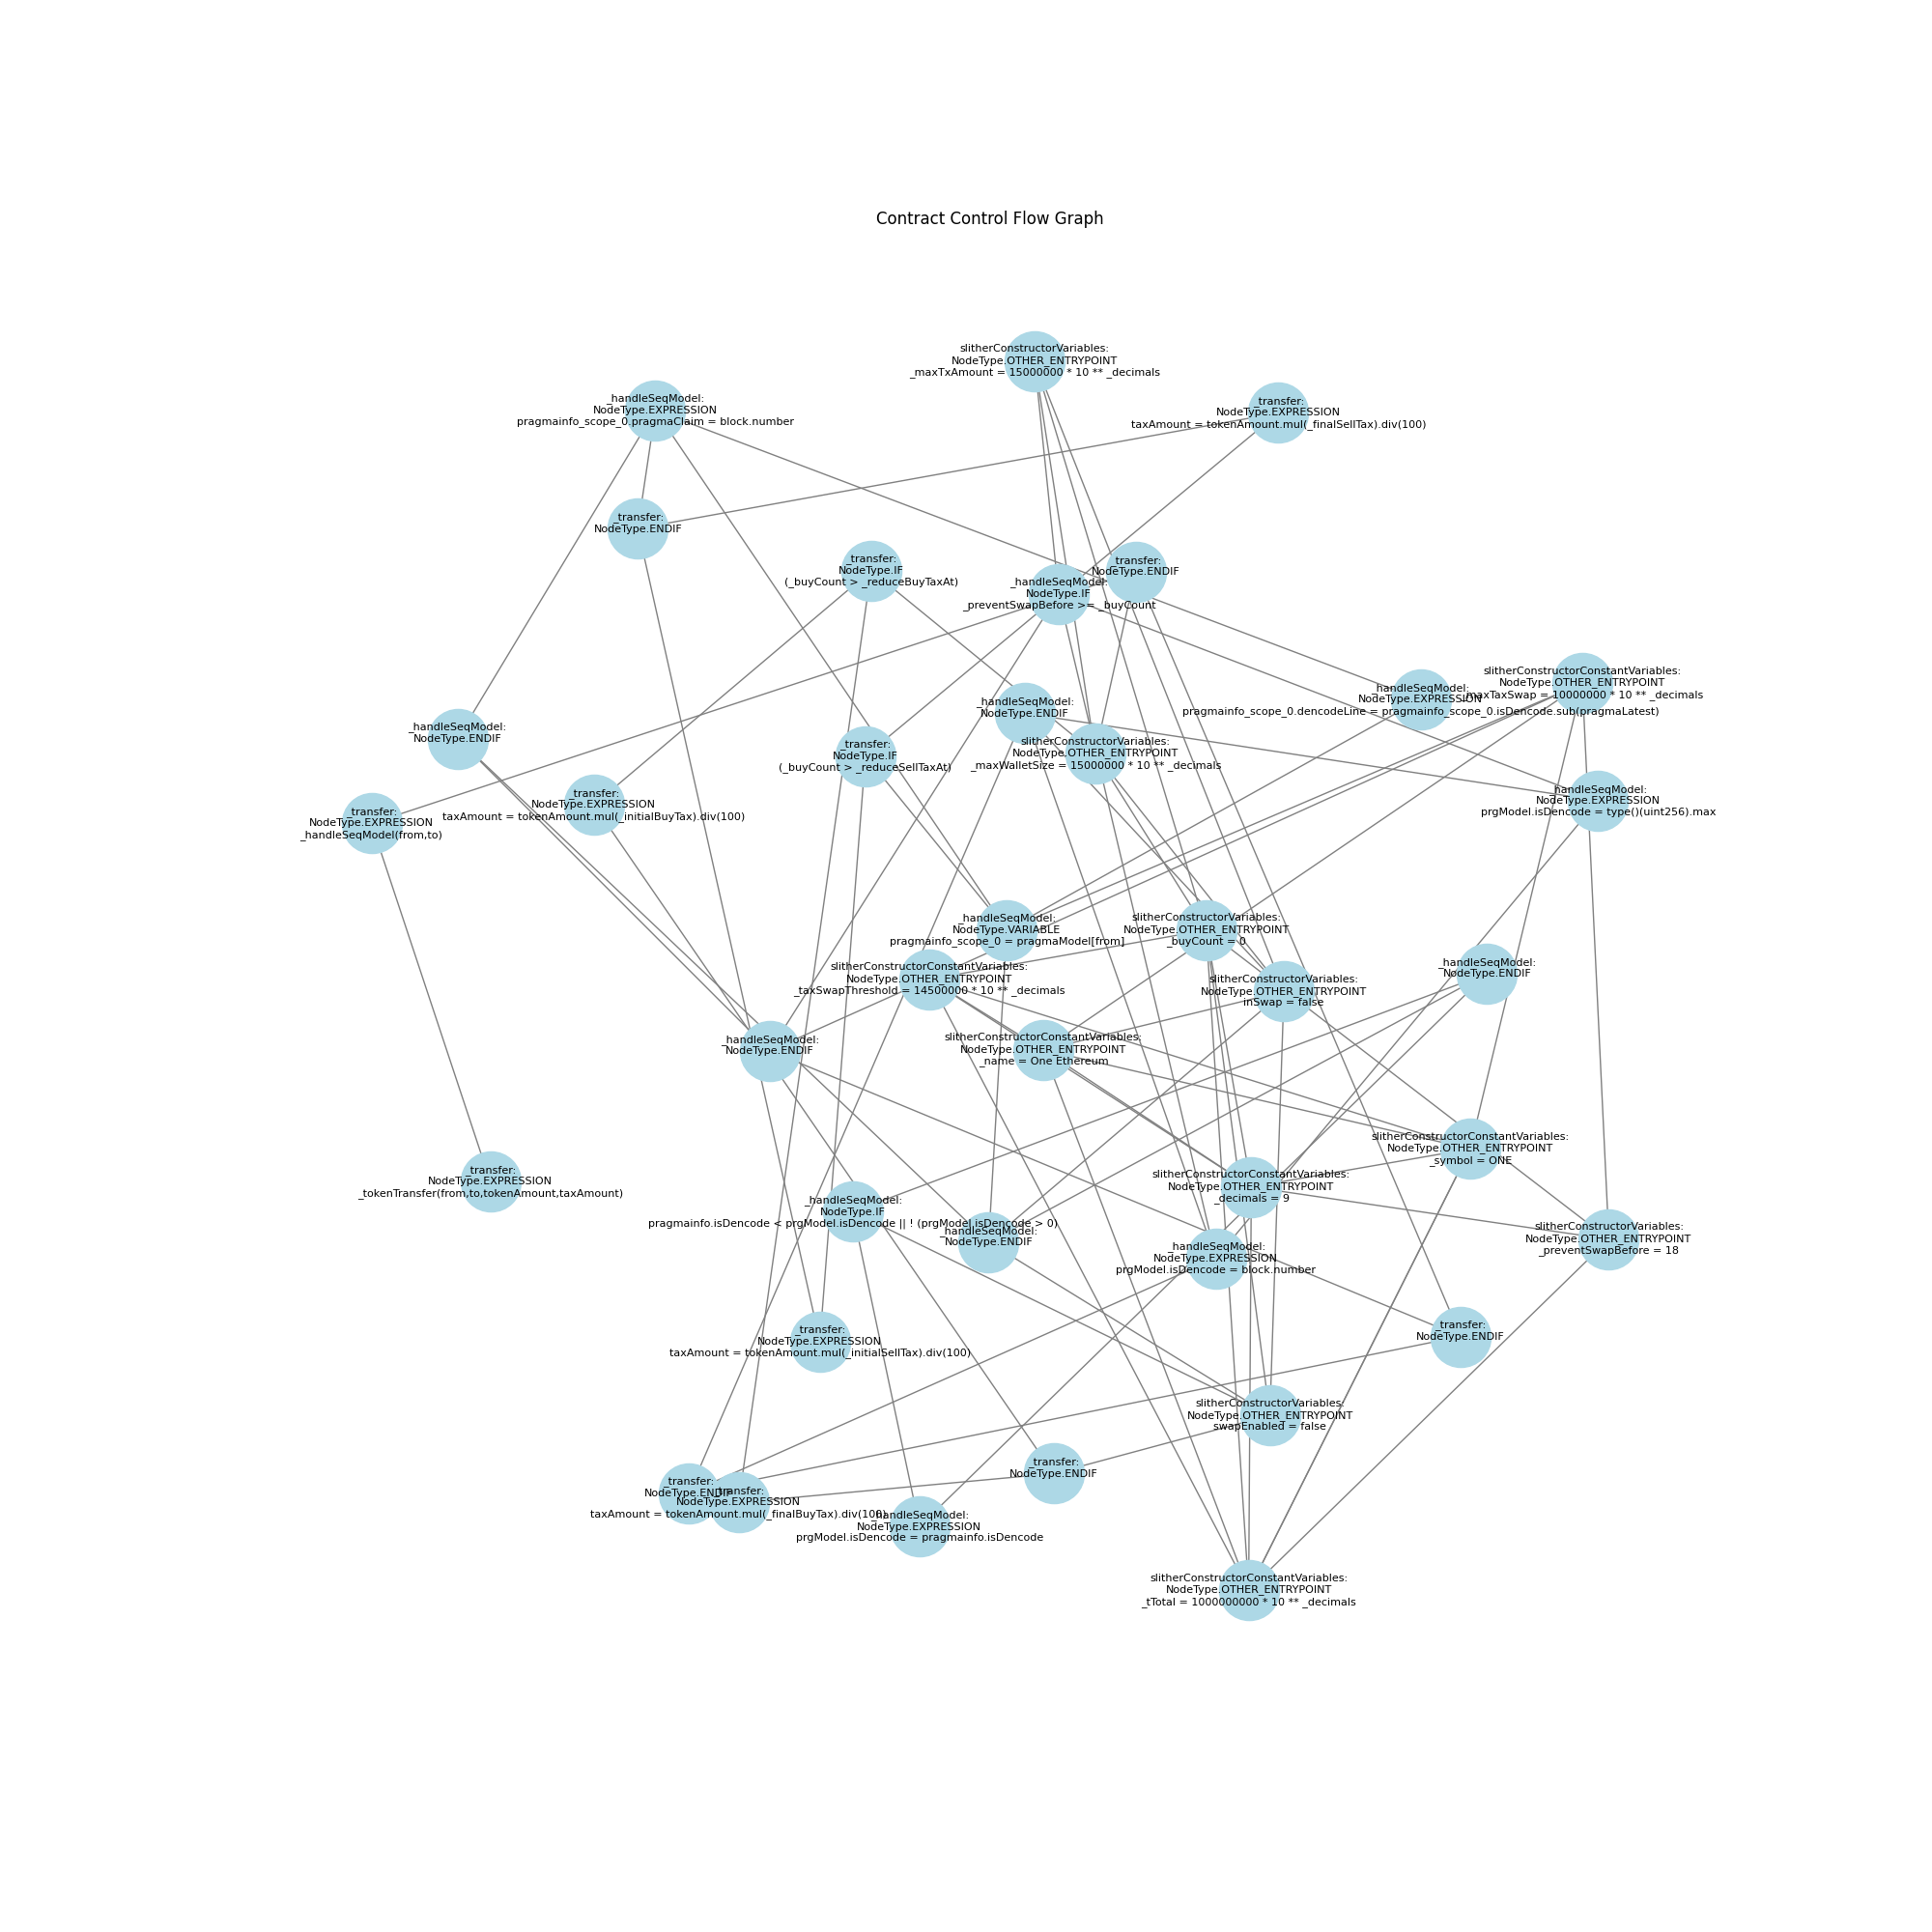 Contract Control Flow Graph
slitherConstructorVariables:
NodeType.OTHER_ENTRYPOINT
_maxTxAmount = 15000000 * 10 ** _decimals
_handleSeqModel:
NodeType.EXPRESSION
pragmainfo_scope_0.pragmaClaim = block.number
_transfer:
NodeType.EXPRESSION
taxAmount = tokenAmount.mul(_finalSellTax).div(100)
_transfer:
NodeType.ENDIF
_transfer:
NodeType.IF
(_buyCount > _reduceBuyTaxAt)
_transfer:
NodeType.ENDIF
_handleSeqModel:
NodeType.IF
_preventSwapBefore >= _buyCount
slitherConstructorConstantVariables:
NodeType.OTHER_ENTRYPOINT
_maxTaxSwap = 10000000 * 10 ** _decimals
_handleSeqModel:
NodeType.EXPRESSION
pragmainfo_scope_0.dencodeLine = pragmainfo_scope_0.isDencode.sub(pragmaLatest)
_handleSeqModel:
NodeType.ENDIF
_handleSeqModel:
NodeType.ENDIF
_transfer:
NodeType.IF
(_buyCount > _reduceSellTaxAt)
slitherConstructorVariables:
NodeType.OTHER_ENTRYPOINT
_maxWalletSize = 15000000 * 10 ** _decimals
_handleSeqModel:
NodeType.EXPRESSION
prgModel.isDencode = type()(uint256).max
_transfer:
NodeType.EXPRESSION
taxAmount = tokenAmount.mul(_initialBuyTax).div(100)
_transfer:
NodeType.EXPRESSION
_handleSeqModel(from,to)
_handleSeqModel:
NodeType.VARIABLE
pragmainfo_scope_0 = pragmaModel[from]
slitherConstructorVariables:
NodeType.OTHER_ENTRYPOINT
_buyCount = 0
slitherConstructorConstantVariables:
NodeType.OTHER_ENTRYPOINT
_taxSwapThreshold = 14500000 * 10 ** _decimals
slitherConstructorVariables:
NodeType.OTHER_ENTRYPOINT
inSwap = false
_handleSeqModel:
NodeType.ENDIF
slitherConstructorConstantVariables:
NodeType.OTHER_ENTRYPOINT
_name = One Ethereum
_handleSeqModel:
NodeType.ENDIF
slitherConstructorConstantVariables:
NodeType.OTHER_ENTRYPOINT
_symbol = ONE
_transfer:
NodeType.EXPRESSION
_tokenTransfer(from,to,tokenAmount,taxAmount)
slitherConstructorConstantVariables:
NodeType.OTHER_ENTRYPOINT
_decimals = 9
_handleSeqModel:
NodeType.IF
pragmainfo.isDencode < prgModel.isDencode || ! (prgModel.isDencode > 0)
_handleSeqModel:
NodeType.ENDIF
slitherConstructorVariables:
NodeType.OTHER_ENTRYPOINT
_preventSwapBefore = 18
_handleSeqModel:
NodeType.EXPRESSION
prgModel.isDencode = block.number
_transfer:
NodeType.EXPRESSION
taxAmount = tokenAmount.mul(_initialSellTax).div(100)
_transfer:
NodeType.ENDIF
slitherConstructorVariables:
NodeType.OTHER_ENTRYPOINT
swapEnabled = false
_transfer:
NodeType.ENDIF
_transfer:
NodeType.ENDIF
_transfer:
NodeType.EXPRESSION
taxAmount = tokenAmount.mul(_finalBuyTax).div(100)
_handleSeqModel:
NodeType.EXPRESSION
prgModel.isDencode = pragmainfo.isDencode
slitherConstructorConstantVariables:
NodeType.OTHER_ENTRYPOINT
_tTotal = 1000000000 * 10 ** _decimals